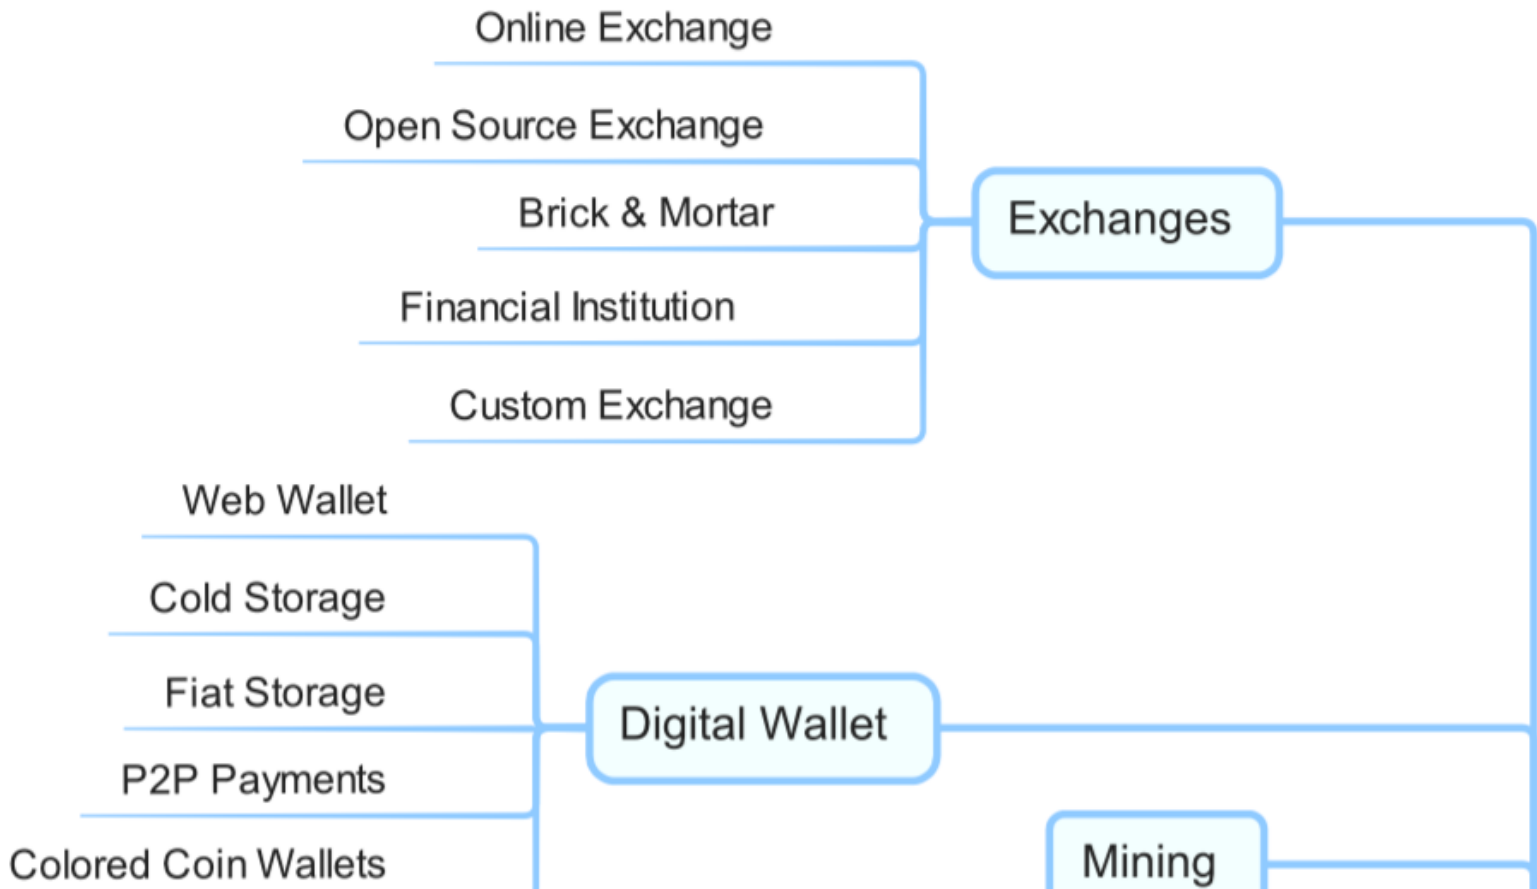 Online Exchange
Open Source Exchange
Brick & Mortar
Financial Institution
Custom Exchange
Exchanges
Web Wallet
Cold Storage
Fiat Storage
P2P Payments
Colored Coin Wallets
Digital Wallet
Mining